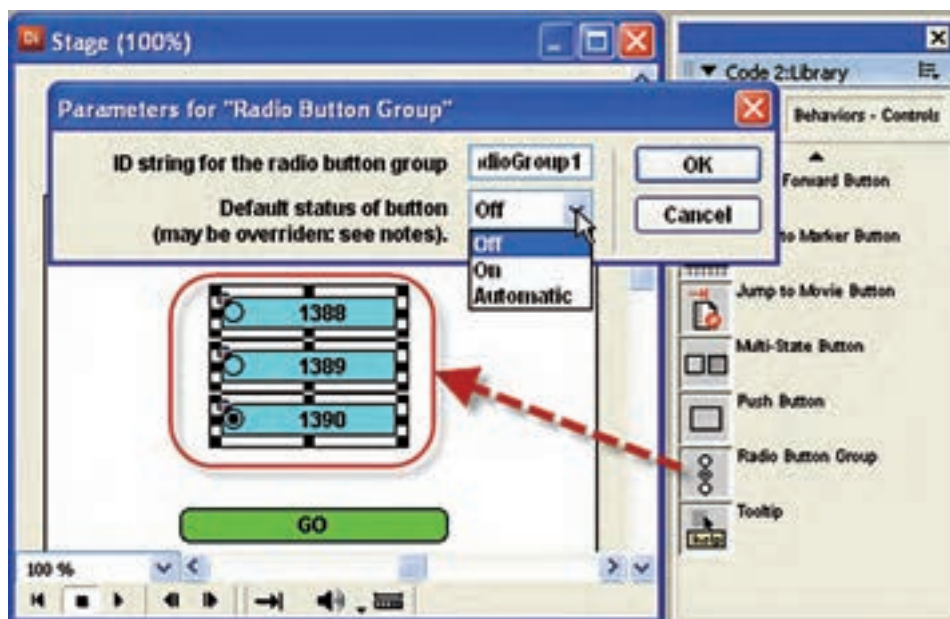 Di Stage (100%)
Parameters for "Radio Button Group"
ID string for the radio button group
dioGroup1
OK
Default status of button
(may be overriden: see notes).
Off
Cancel
Off
On
Automatic
1388
1389
1390
GO
100 %
Code 2:Library
Behaviors - Controls
Forward Button
to Marker Button
Jump to Movie Button
Multi-State Button
Push Button
Radio Button Group
Tooltip
help